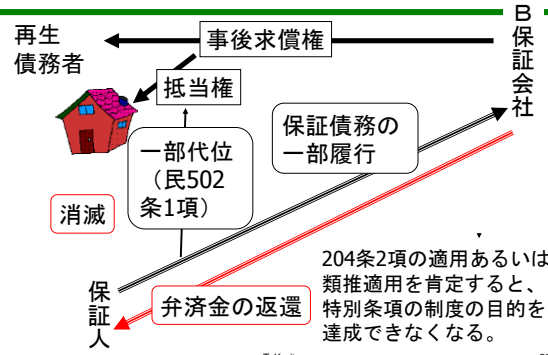 再生
債務者
事後求償権
B保証会社
抵当権
保証債務の
一部履行
一部代位
（民502
条1項）
消滅
204条2項の適用あるいは
類推適用を肯定すると、
特別条項の制度の目的を
達成できなくなる。
保証人
弁済金の返還